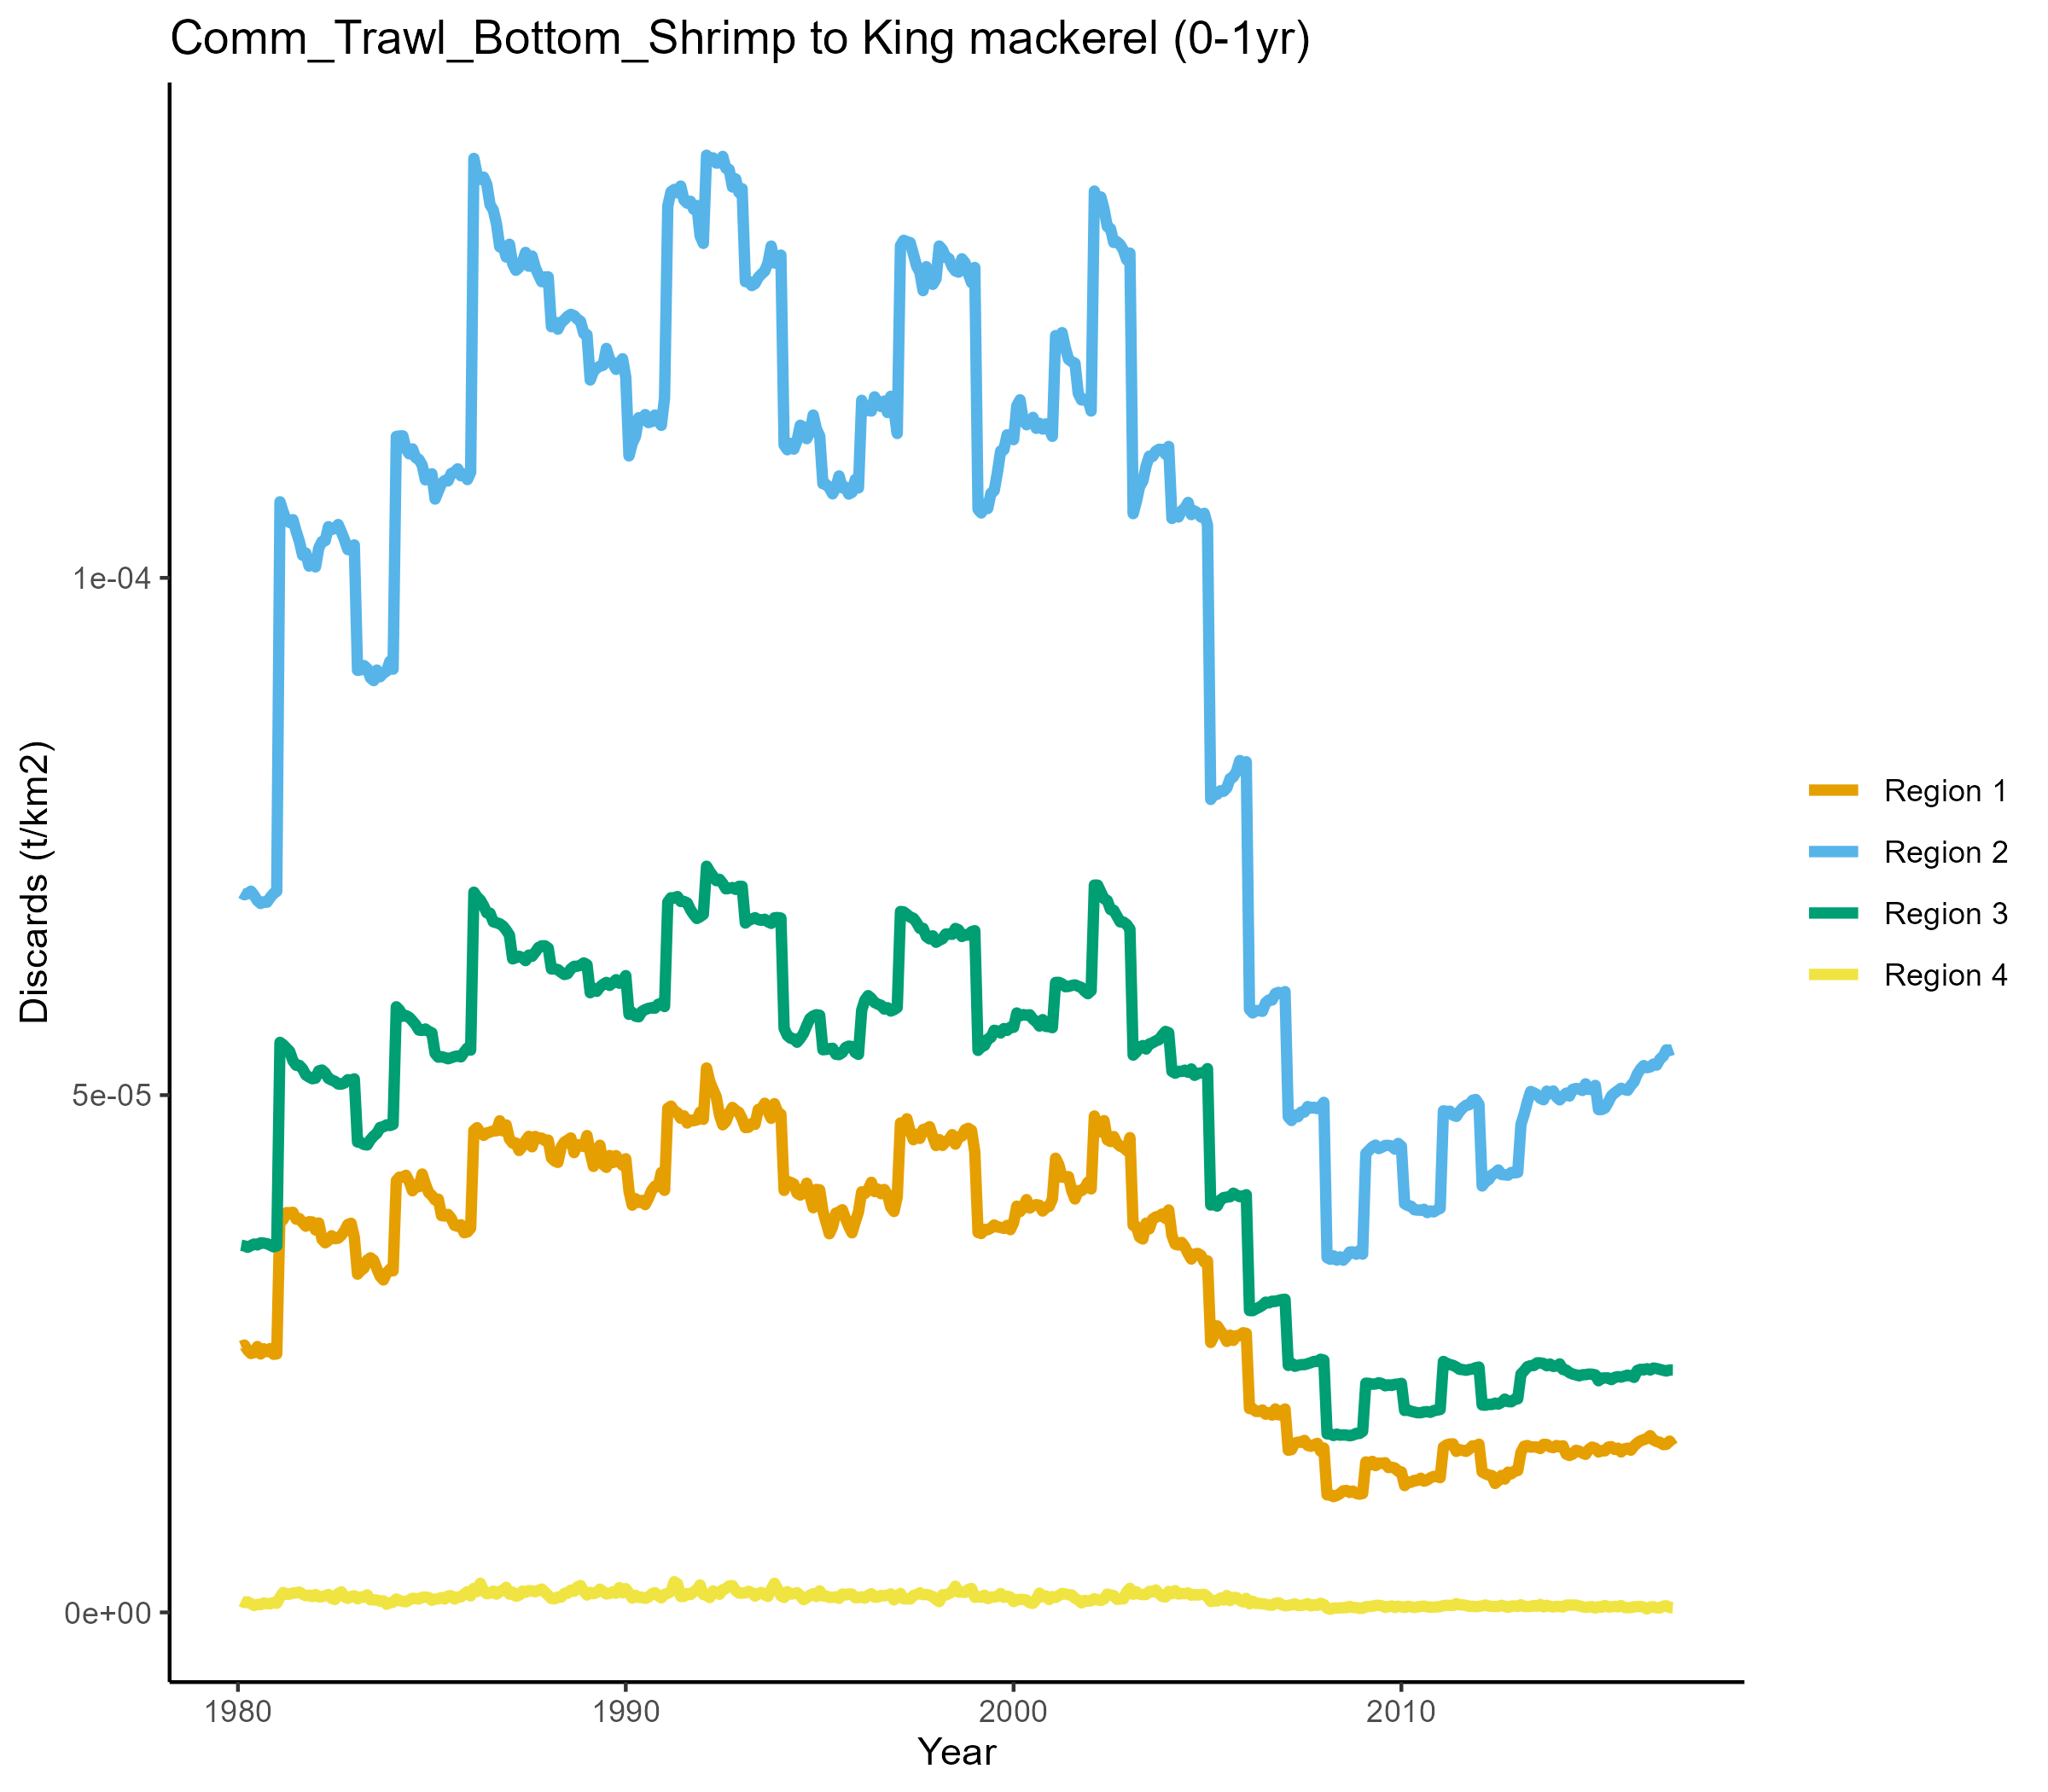 Comm_Trawl_Bottom_Shrimp to King mackerel (0-1yr)
Discards (t/km2)
1e-04
5e-05
0e+00
1980
1990
2000
2010
Year
Region 1
Region 2
Region 3
Region 4